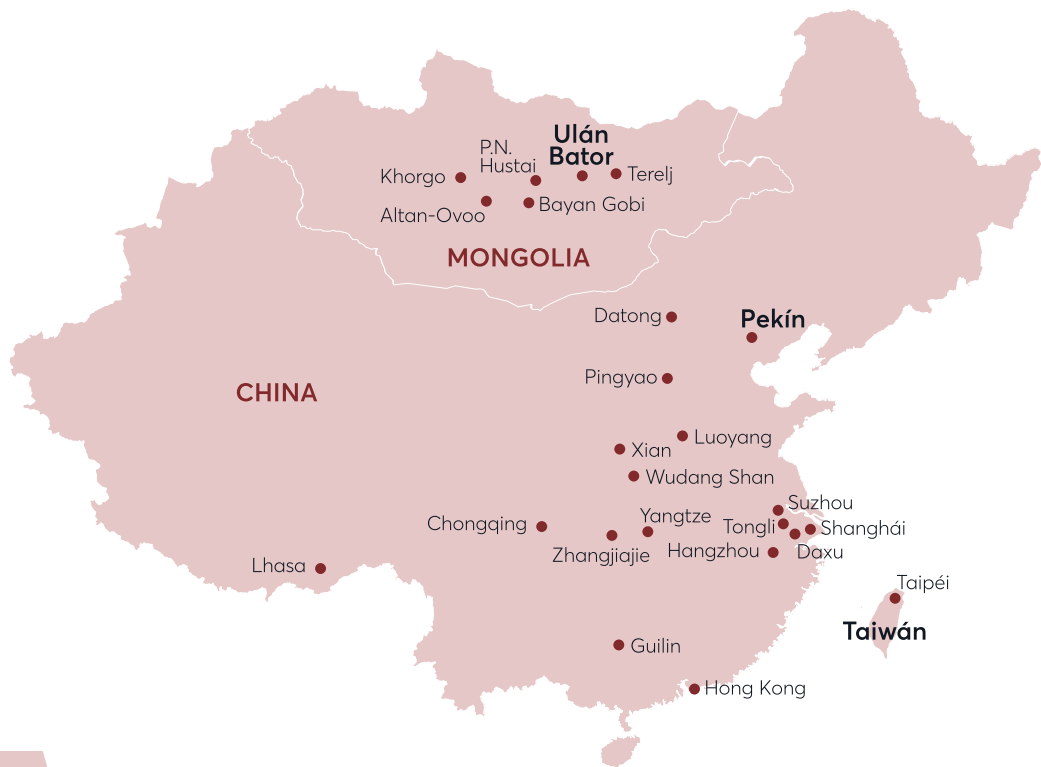 Ulán
Bator
P.N.
Hustai
Khorgo
Terelj
Altan-Ovoo
Bayan Gobi
MONGOLIA
Datong
Pekín
Pingyao
CHINA
Luoyang
Xian
Wudang Shan
Suzhou
Yangtze
Chongqing
Tongli
Shanghái
Zhangjiajie
Hangzhou
Daxu
Lhasa
Taipéi
Taiwán
Guilin
Hong Kong